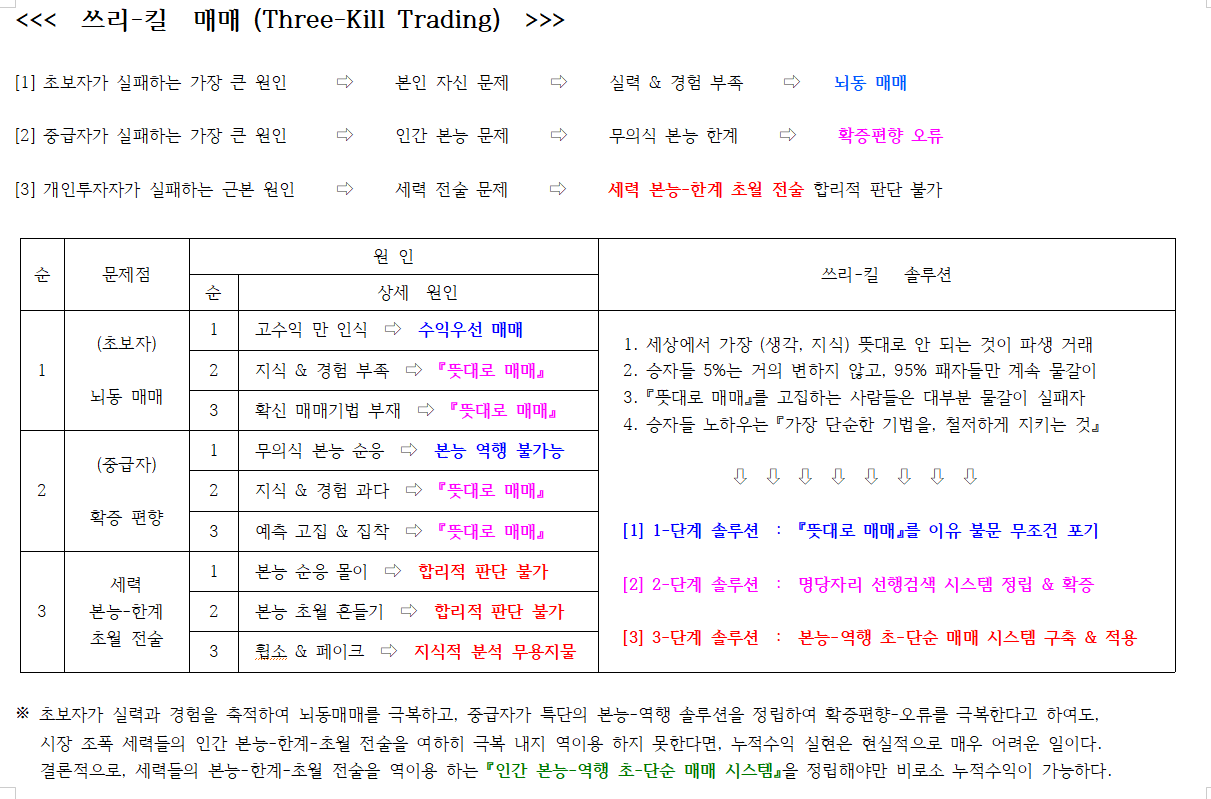 <<< 쓰리-킬 매매 (Three-Kill Trading) >>>
[1] 초보자가 실패하는 가장 큰 원인 ⇨ 본인 자신 문제 ⇨ 실력 & 경험 부족 ⇨ 뇌동 매매
[2] 중급자가 실패하는 가장 큰 원인 ⇨ 인간 본능 문제 ⇨ 무의식 본능 한계 ⇨ 확증편향 오류
[3] 개인투자자가 실패하는 근본 원인 ⇨ 세력 전술 문제 ⇨ 세력 본능-한계 초월 전술 합리적 판단 불가
순 문제점 원 인 쓰리-킬 솔루션
순 상세 원인
1 (초보자) 뇌동 매매
1 고수익 만 인식 ⇨ 수익우선 매매
2 지식 & 경험 부족 ⇨ 『뜻대로 매매』
3 확신 매매기법 부재 ⇨ 『뜻대로 매매』
2 (중급자) 확증 편향
1 무의식 본능 순응 ⇨ 본능 역행 불가능
2 지식 & 경험 과다 ⇨ 『뜻대로 매매』
3 예측 고집 & 집착 ⇨ 『뜻대로 매매』
3 세력 본능-한계 초월 전술
1 본능 순응 몰이 ⇨ 합리적 판단 불가
2 본능 초월 흔들기 ⇨ 합리적 판단 불가
3 휩소 & 페이크 ⇨ 지식적 분석 무용지물
1. 세상에서 가장 (생각, 지식) 뜻대로 안 되는 것이 파생 거래
2. 승자들 5%는 거의 변하지 않고, 95% 패자들만 계속 물갈이
3. 『뜻대로 매매』를 고집하는 사람들은 대부분 물갈이 실패자
4. 승자들 노하우는 『가장 단순한 기법을, 철저하게 지키는 것』
⇩ ⇩ ⇩ ⇩ ⇩ ⇩ ⇩ ⇩
[1] 1-단계 솔루션 : 『뜻대로 매매』를 이유 불문 무조건 포기
[2] 2-단계 솔루션 : 명당자리 선행검색 시스템 정립 & 확증
[3] 3-단계 솔루션 : 본능-역행 초-단순 매매 시스템 구축 & 적용
※ 초보자가 실력과 경험을 축적하여 뇌동매매를 극복하고, 중급자가 특단의 본능-역행 솔루션을 정립하여 확증편향-오류를 극복한다고 하여도,
시장 조폭 세력들의 인간 본능-한계-초월 전술을 여하히 극복 내지 역이용 하지 못한다면, 누적수익 실현은 현실적으로 매우 어려운 일이다.
결론적으로, 세력들의 본능-한계-초월 전술을 역이용 하는 『인간 본능-역행 초-단순 매매 시스템』을 정립해야만 비로소 누적수익이 가능하다.